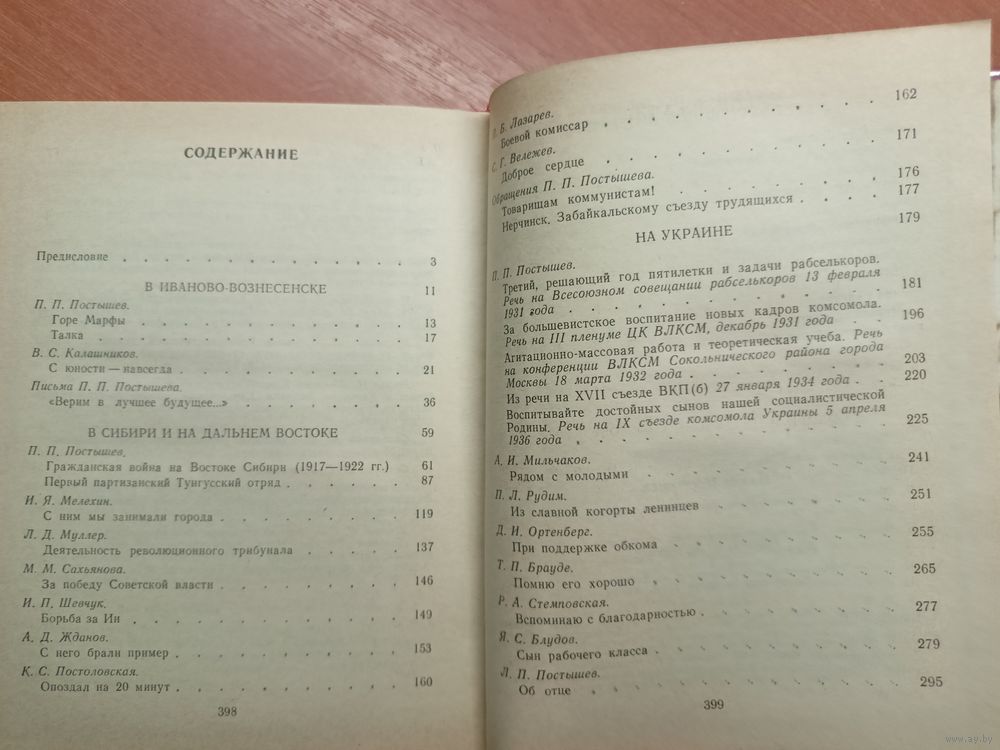 СОДЕРЖАНИЕ
Предисловие 3
В ИВАНОВО-ВОЗНЕСЕНСКЕ 11
П. П. Постышев.
Горе Марфы 13
Талка 17
В. С. Калашников.
С юности — навсегда 21
Письма П. П. Постышева.
«Верим в лучшее будущее...» 36
В СИБИРИ И НА ДАЛЬНЕМ ВОСТОКЕ 59
П. П. Постышев.
Гражданская война на Востоке Сибири (1917—1922 гг.) 61
Первый партизанский Тунгусский отряд 87
И. Я. Мелехин.
С ним мы занимали города 119
Л. Д. Муллер.
Деятельность революционного трибунала 137
М. М. Сахьянова.
За победу Советской власти 146
И. П. Шевчук.
Борьба за Ин 149
А. Д. Жданов.
С него брали пример 153
К. С. Постоловская.
Опоздал на 20 минут 160
398
Б. Лазарев.
Боевой комиссар 162
С. Г. Вележев.
Доброе сердце 171
Обращения П. П. Постышева.
Товарищам коммунистам! 176
Нерчинск. Забайкальскому съезду трудящихся 177
НА УКРАИНЕ 179
П. П. Постышев.
Третий, решающий год пятилетки и задачи рабселькоров.
Речь на Всесоюзном совещании рабселькоров 13 февраля
1931 года 181
За большевистское воспитание новых кадров комсомола.
Речь на III пленуме ЦК ВЛКСМ, декабрь 1931 года 196
Агитационно-массовая работа и теоретическая учеба. Речь
на конференции ВЛКСМ Сокольнического района города
Москвы 18 марта 1932 года 203
Из речи на XVII съезде ВКП(б) 27 января 1934 года 220
Воспитывайте достойных сынов нашей социалистической
Родины. Речь на IX съезде комсомола Украины 5 апреля
1936 года 225
А. И. Мильчаков.
Рядом с молодыми 241
П. Л. Рудим.
Из славной когорты ленинцев 251
Д. И. Ортенберг.
При поддержке обкома 255
Т. П. Брауде.
Помню его хорошо 265
Р. А. Стемповская.
Вспоминаю с благодарностью 277
Я. С. Блудов.
Сын рабочего класса 279
Л. П. Постышев.
Об отце 295
399
www.ay.by